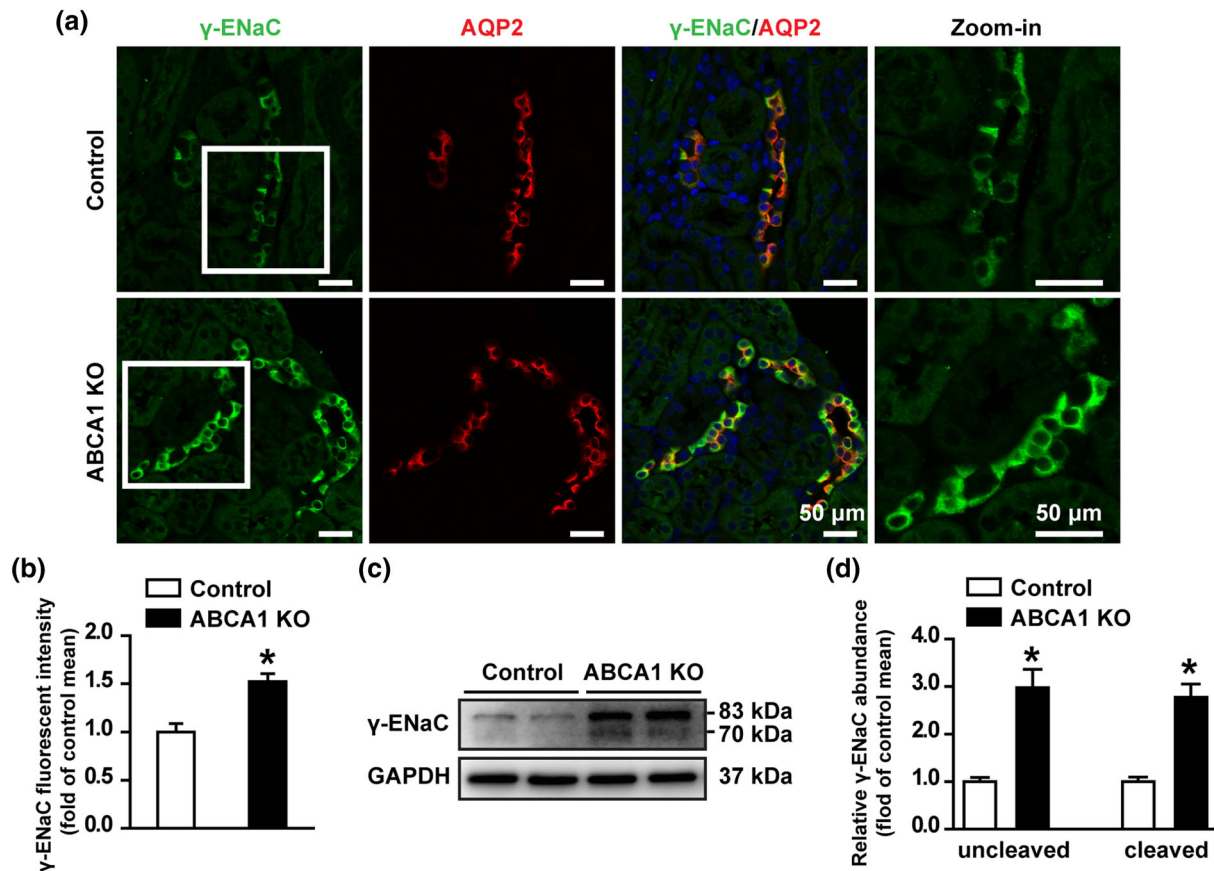 (a)
γ-ENaC
AQP2
γ-ENaC/AQP2
Zoom-in
Control
ABCA1 KO
50 μm
50 μm
(b)
Control
ABCA1 KO
γ-ENaC fluorescent intensity
(fold of control mean)
2.0
*
1.5
1.0
0.5
0.0
(c)
Control
ABCA1 KO
γ-ENaC
83 kDa
70 kDa
GAPDH
37 kDa
(d)
Control
ABCA1 KO
Relative γ-ENaC abundance
(flod of control mean)
4.0
*
*
3.0
2.0
1.0
0.0
uncleaved
cleaved